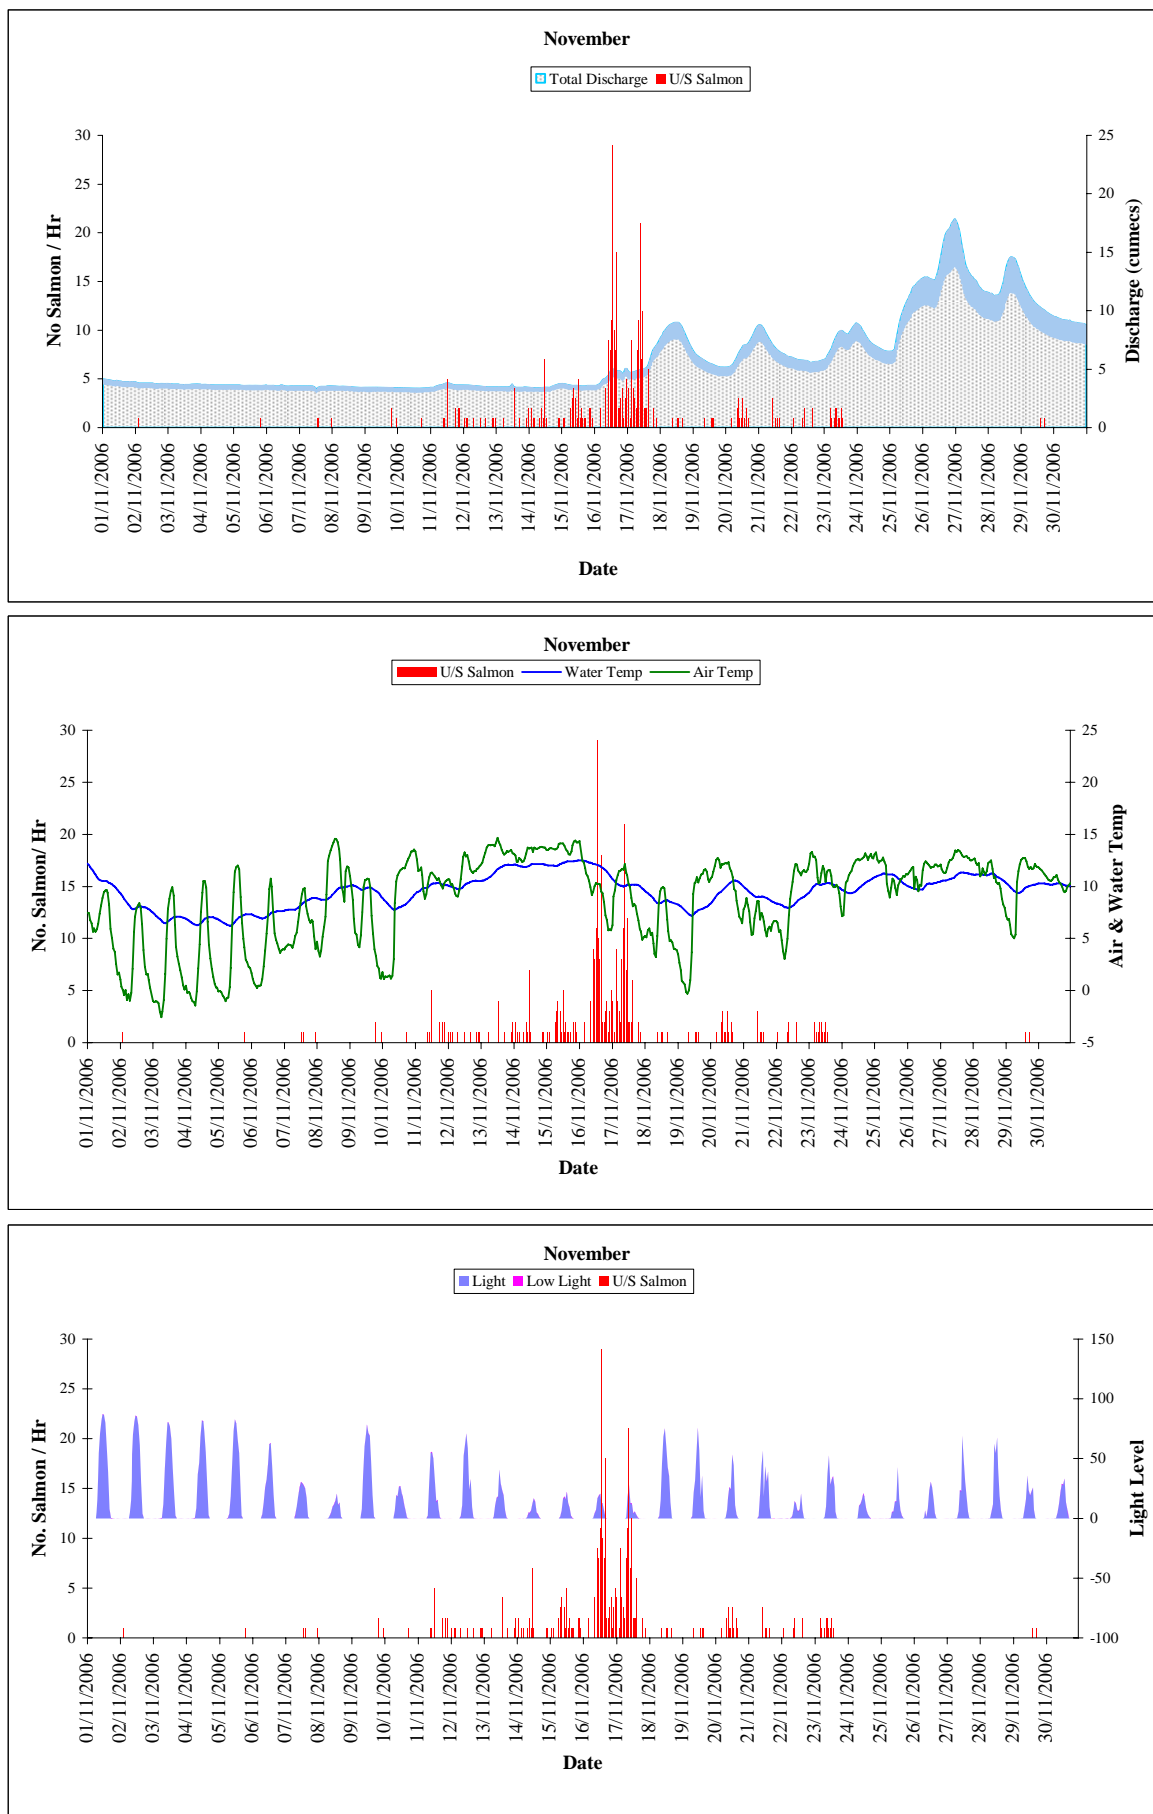 November
Total Discharge U/S Salmon
30
25
20
15
10
5
0
No Salmon / Hr
25
20
15
10
5
0
Discharge (cumecs)
01/11/2006 02/11/2006 03/11/2006 04/11/2006 05/11/2006 06/11/2006 07/11/2006 08/11/2006 09/11/2006 10/11/2006 11/11/2006 12/11/2006 13/11/2006 14/11/2006 15/11/2006 16/11/2006 17/11/2006 18/11/2006 19/11/2006 20/11/2006 21/11/2006 22/11/2006 23/11/2006 24/11/2006 25/11/2006 26/11/2006 27/11/2006 28/11/2006 29/11/2006 30/11/2006
Date
November
U/S Salmon Water Temp Air Temp
30
25
20
15
10
5
0
No. Salmon/ Hr
25
20
15
10
5
0
-5
Air & Water Temp
01/11/2006 02/11/2006 03/11/2006 04/11/2006 05/11/2006 06/11/2006 07/11/2006 08/11/2006 09/11/2006 10/11/2006 11/11/2006 12/11/2006 13/11/2006 14/11/2006 15/11/2006 16/11/2006 17/11/2006 18/11/2006 19/11/2006 20/11/2006 21/11/2006 22/11/2006 23/11/2006 24/11/2006 25/11/2006 26/11/2006 27/11/2006 28/11/2006 29/11/2006 30/11/2006
Date
November
Light Low Light U/S Salmon
30
25
20
15
10
5
0
No. Salmon / Hr
150
100
50
0
-50
-100
Light Level
01/11/2006 02/11/2006 03/11/2006 04/11/2006 05/11/2006 06/11/2006 07/11/2006 08/11/2006 09/11/2006 10/11/2006 11/11/2006 12/11/2006 13/11/2006 14/11/2006 15/11/2006 16/11/2006 17/11/2006 18/11/2006 19/11/2006 20/11/2006 21/11/2006 22/11/2006 23/11/2006 24/11/2006 25/11/2006 26/11/2006 27/11/2006 28/11/2006 29/11/2006 30/11/2006
Date